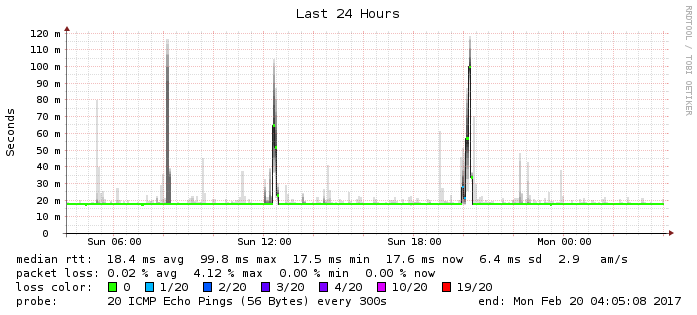 Last 24 Hours
RRDTOOL / TOBI OETIKER
Seconds
120 m
110 m
100 m
90 m
80 m
70 m
60 m
50 m
40 m
30 m
20 m
10 m
0
Sun 06:00 Sun 12:00 Sun 18:00 Mon 00:00
median rtt: 18.4 ms avg 99.8 ms max 17.5 ms min 17.6 ms now 6.4 ms sd 2.9 am/s
packet loss: 0.02 % avg 4.12 % max 0.00 % min 0.00 % now
loss color: 0 1/20 2/20 3/20 4/20 10/20 19/20
probe: 20 ICMP Echo Pings (56 Bytes) every 300s end: Mon Feb 20 04:05:08 2017